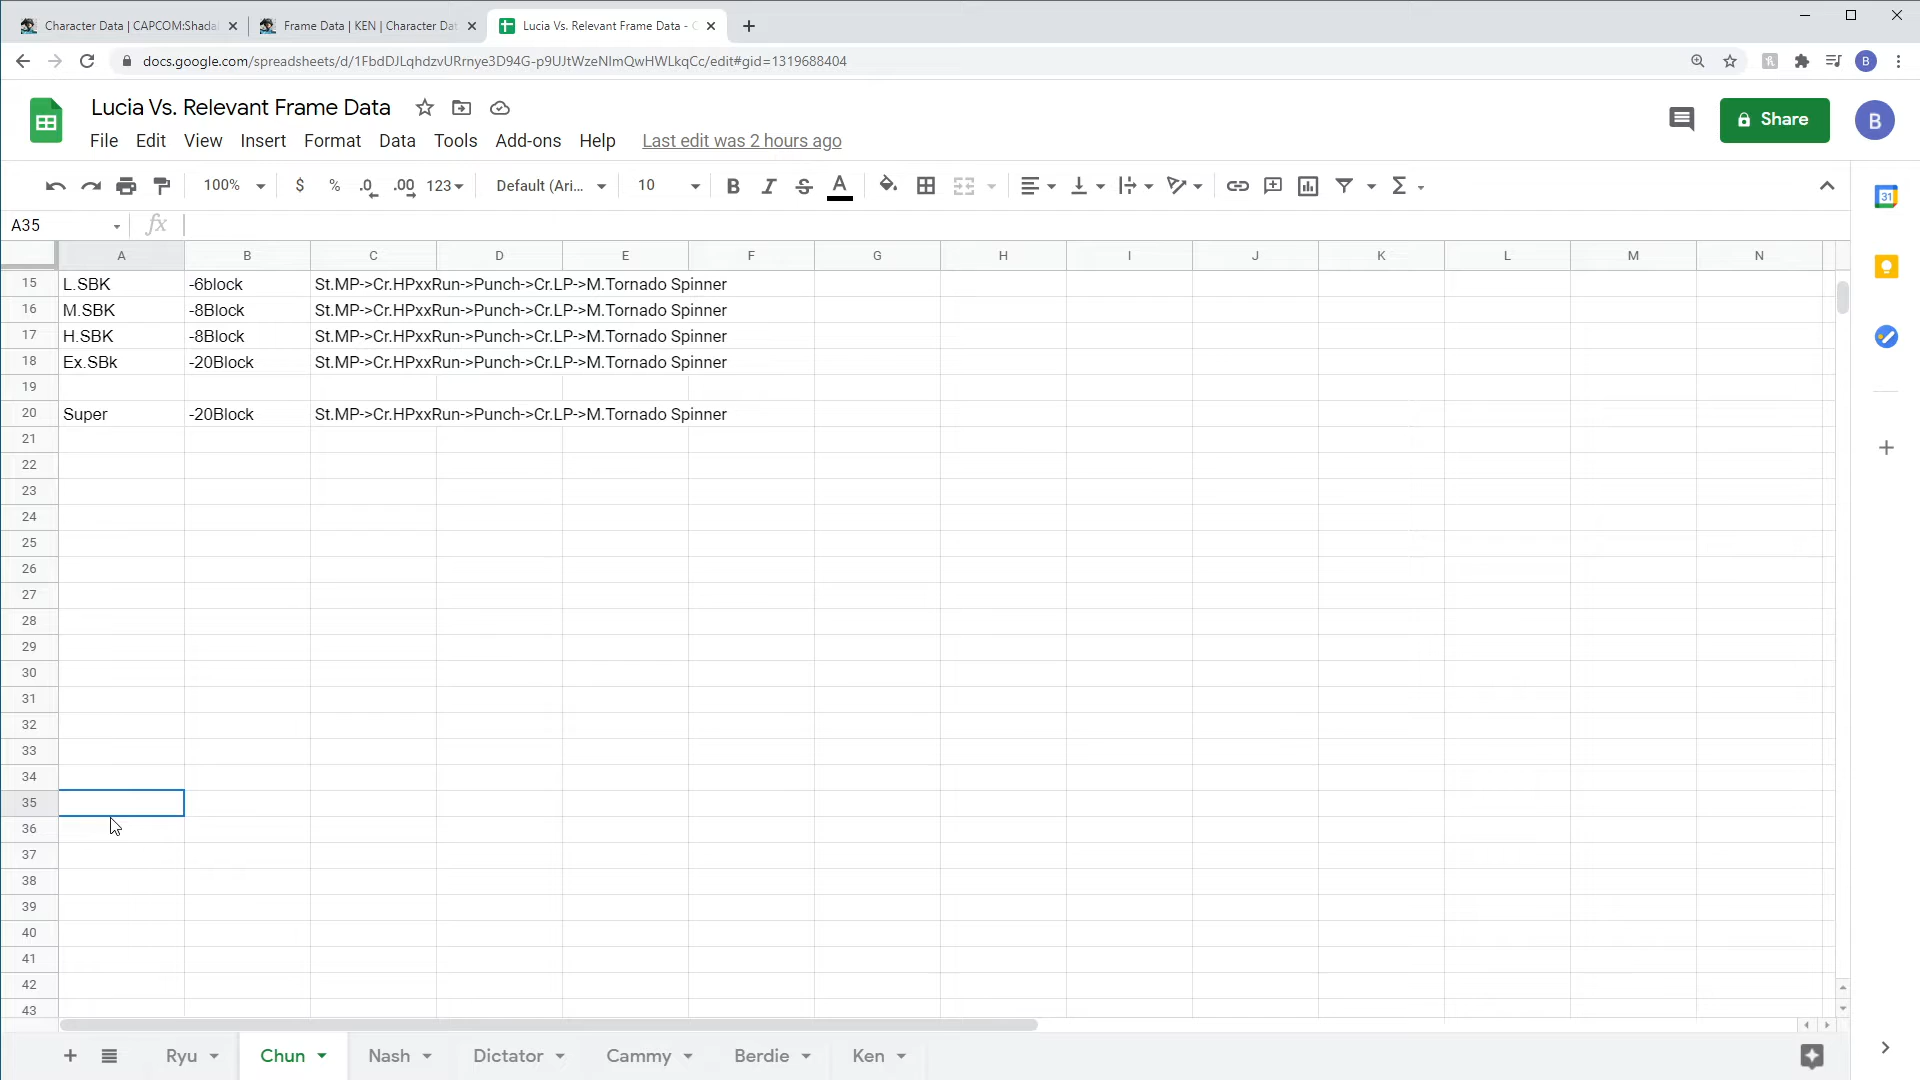 Character Data | CAPCOM:Shadal
Frame Data | KEN | Character Dat
Lucia Vs. Relevant Frame Data -
docs.google.com/spreadsheets/d/1FbdDJLqhdzvURrnye3D94G-p9UJtWzeNlmQwHWLkqCc/edit#gid=1319688404
B
Lucia Vs. Relevant Frame Data
File Edit View Insert Format Data Tools Add-ons Help Last edit was 2 hours ago
Share
B
100% $ % .0 .00 123 Default (Ari... 10 B I S A Σ
31
A35 fx
A B C D E F G H I J K L M N
15 L.SBK -6block St.MP->Cr.HPxxRun->Punch->Cr.LP->M.Tornado Spinner
16 M.SBK -8Block St.MP->Cr.HPxxRun->Punch->Cr.LP->M.Tornado Spinner
17 H.SBK -8Block St.MP->Cr.HPxxRun->Punch->Cr.LP->M.Tornado Spinner
18 Ex.SBk -20Block St.MP->Cr.HPxxRun->Punch->Cr.LP->M.Tornado Spinner
19
20 Super -20Block St.MP->Cr.HPxxRun->Punch->Cr.LP->M.Tornado Spinner
21
22
23
24
25
26
27
28
29
30
31
32
33
34
35
36
37
38
39
40
41
42
43
Ryu Chun Nash Dictator Cammy Berdie Ken